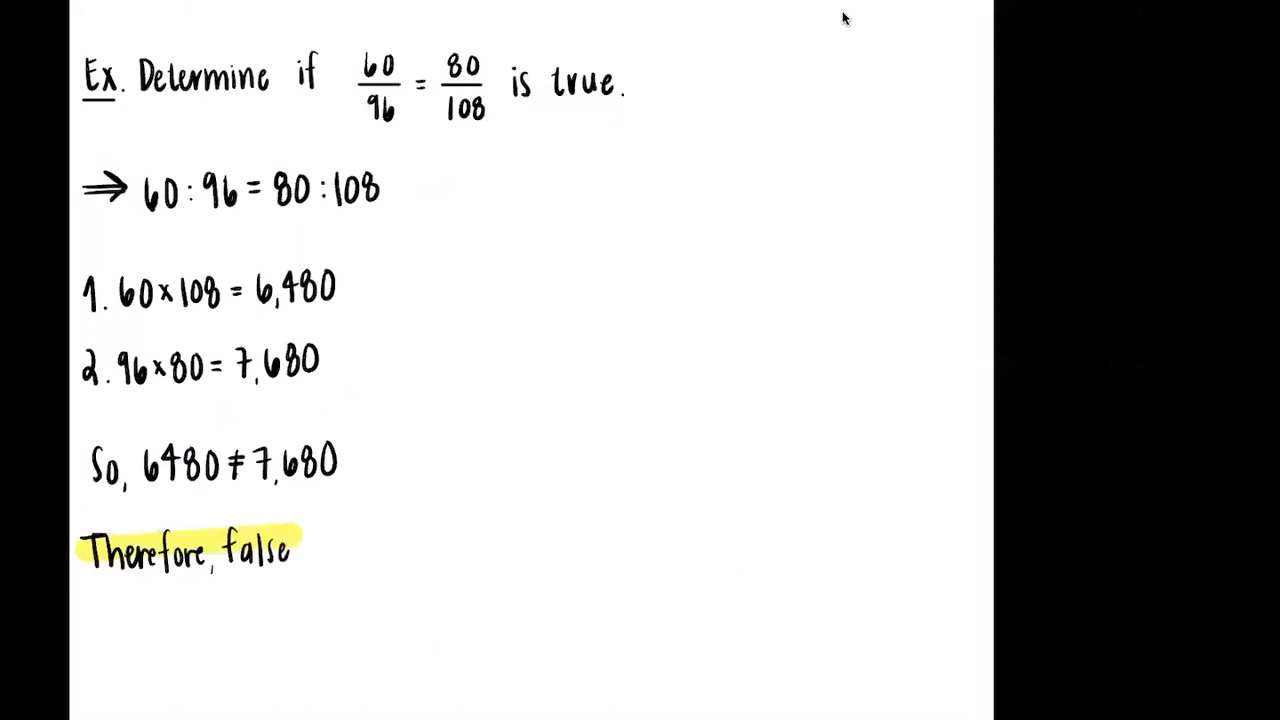 Ex. Determine if 60/96 = 80/108 is true.
⇒ 60 : 96 = 80 : 108
1. 60 × 108 = 6,480
2. 96 × 80 = 7,680
So, 6480 ≠ 7,680
Therefore, false